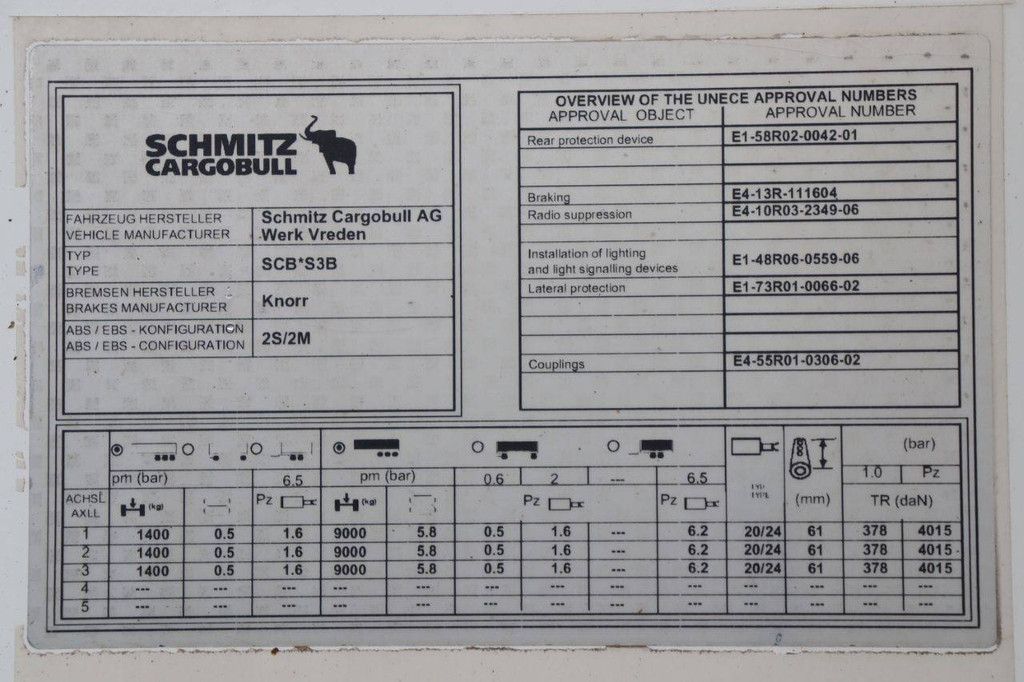 SCHMITZ
CARGOBULL
FAHRZEUG HERSTELLER
VEHICLE MANUFACTURER
Schmitz Cargobull AG
Werk Vreden
TYP
TYPE
SCB*S3B
BREMSEN HERSTELLER
BRAKES MANUFACTURER
Knorr
ABS / EBS - KONFIGURATION
ABS / EBS - CONFIGURATION
2S/2M
OVERVIEW OF THE UNECE APPROVAL NUMBERS
APPROVAL OBJECT APPROVAL NUMBER
Rear protection device E1-58R02-0042-01
Braking E4-13R-111604
Radio suppression E4-10R03-2349-06
Installation of lighting
and light signalling devices E1-48R06-0559-06
Lateral protection E1-73R01-0066-02
Couplings E4-55R01-0306-02
(bar)
pm (bar) 6.5 pm (bar) 0.6 2 --- 6.5 1.0 Pz
ACHSE
AXLL
(kg) Pz (kg) Pz Pz TYP
TYPE (mm) TR (daN)
1 1400 0.5 1.6 9000 5.8 0.5 1.6 --- 6.2 20/24 61 378 4015
2 1400 0.5 1.6 9000 5.8 0.5 1.6 --- 6.2 20/24 61 378 4015
3 1400 0.5 1.6 9000 5.8 0.5 1.6 --- 6.2 20/24 61 378 4015
4 --- --- --- --- --- --- --- --- --- --- --- --- ---
5 --- --- --- --- --- --- --- --- --- --- --- --- ---